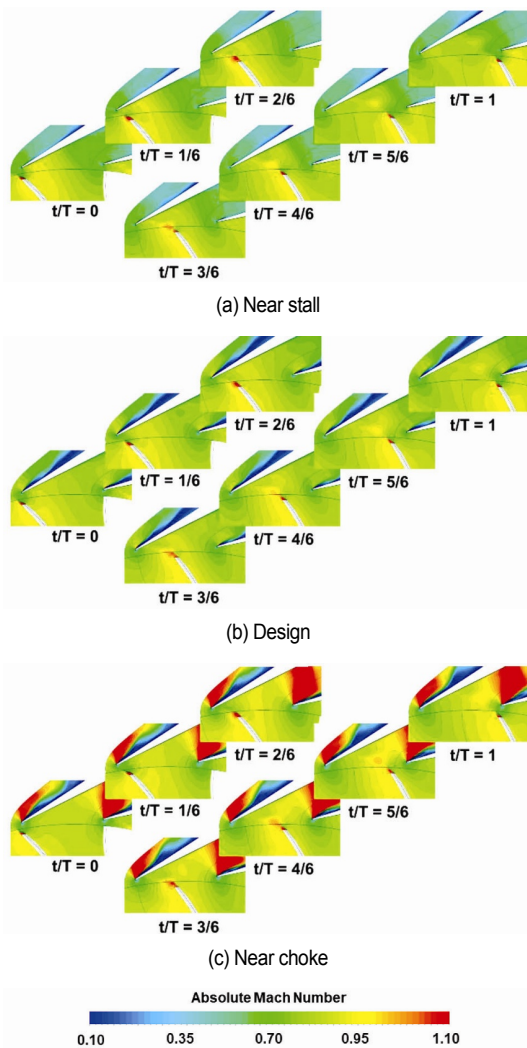 t/T = 2/6
t/T = 1
t/T = 1/6
t/T = 5/6
t/T = 0
t/T = 4/6
t/T = 3/6
(a) Near stall
t/T = 2/6
t/T = 1
t/T = 1/6
t/T = 5/6
t/T = 0
t/T = 4/6
t/T = 3/6
(b) Design
t/T = 2/6
t/T = 1
t/T = 1/6
t/T = 5/6
t/T = 0
t/T = 4/6
t/T = 3/6
(c) Near choke
Absolute Mach Number
0.10 0.35 0.70 0.95 1.10